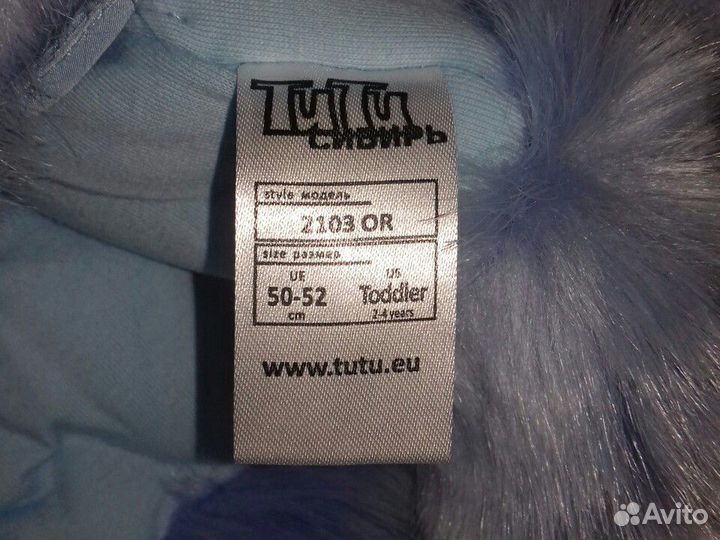 TuTu
СИБИРЬ
style модель
2103 OR
size размер
UE US
50-52 Toddler
cm 2-4 years
www.tutu.eu
Avito